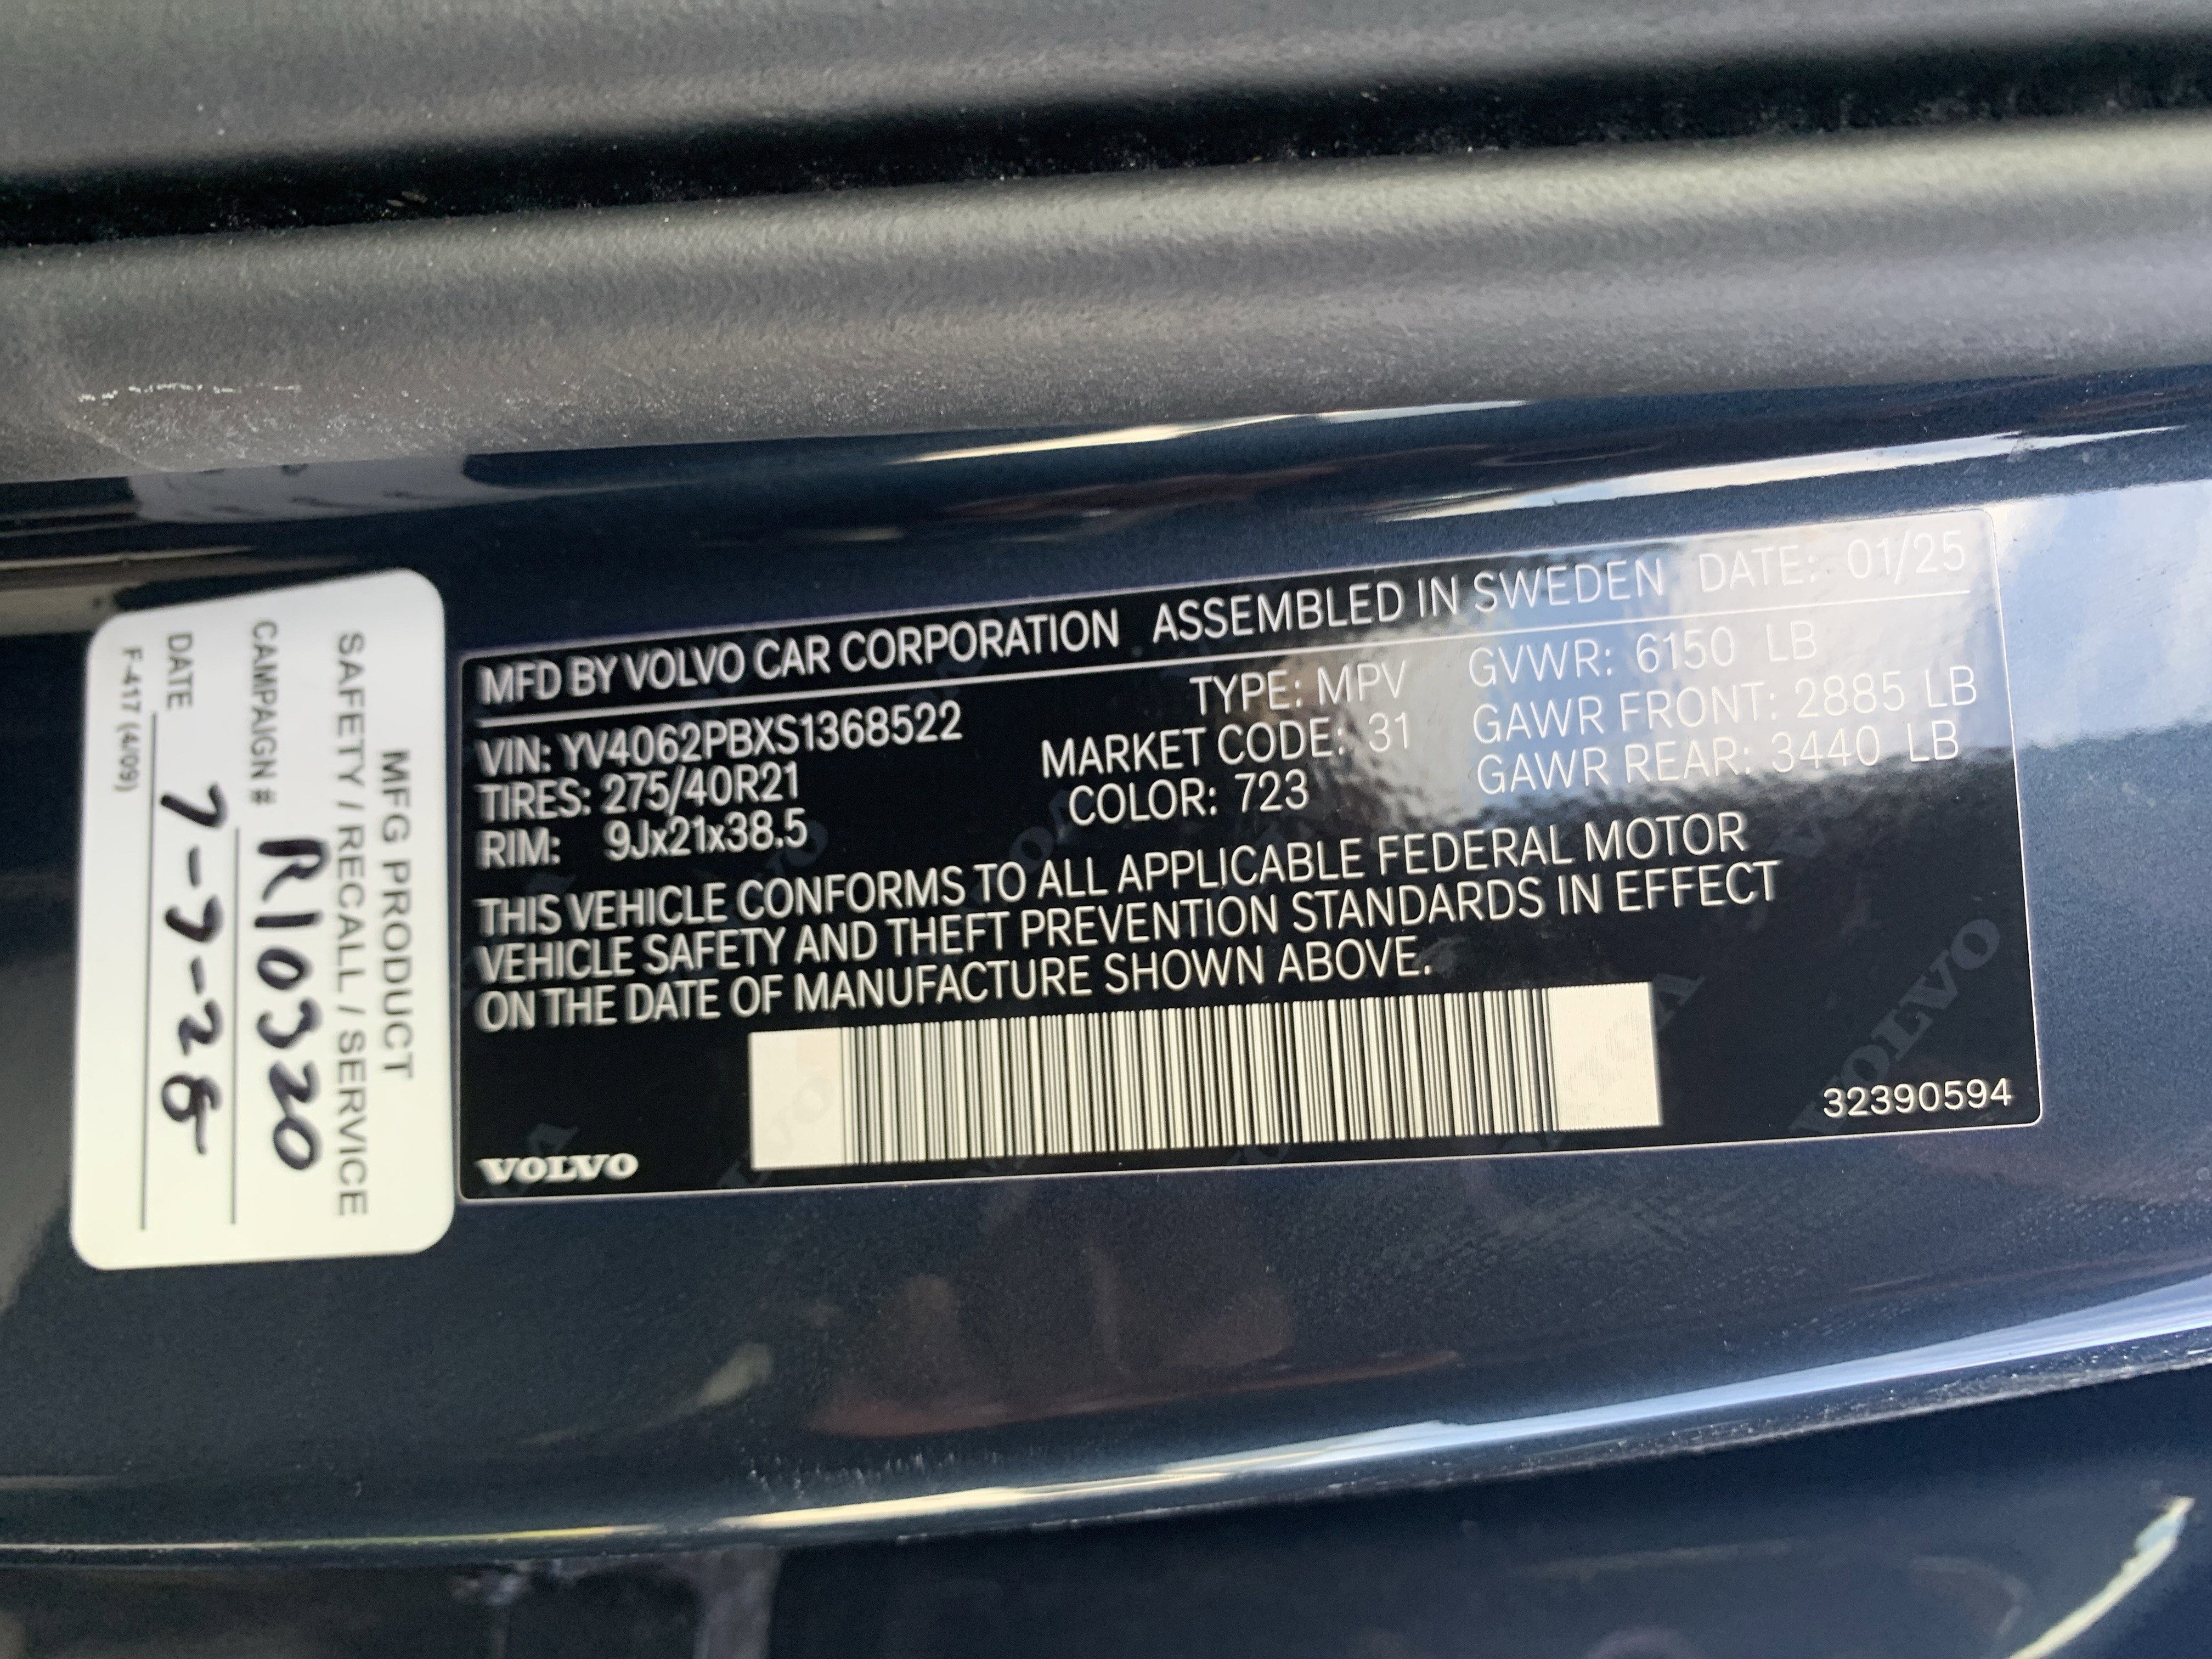 MFD BY VOLVO CAR CORPORATION ASSEMBLED IN SWEDEN DATE: 01/25
VIN: YV4062PBXS1368522 TYPE: MPV GVWR: 6150 LB
TIRES: 275/40R21 MARKET CODE: 31 GAWR FRONT: 2885 LB
RIM: 9Jx21x38.5 COLOR: 723 GAWR REAR: 3440 LB
THIS VEHICLE CONFORMS TO ALL APPLICABLE FEDERAL MOTOR
VEHICLE SAFETY AND THEFT PREVENTION STANDARDS IN EFFECT
ON THE DATE OF MANUFACTURE SHOWN ABOVE.
VOLVO
32390594
MFG PRODUCT
SAFETY / RECALL / SERVICE
CAMPAIGN # R10320
DATE 7-9-25
F-417 (4/09)